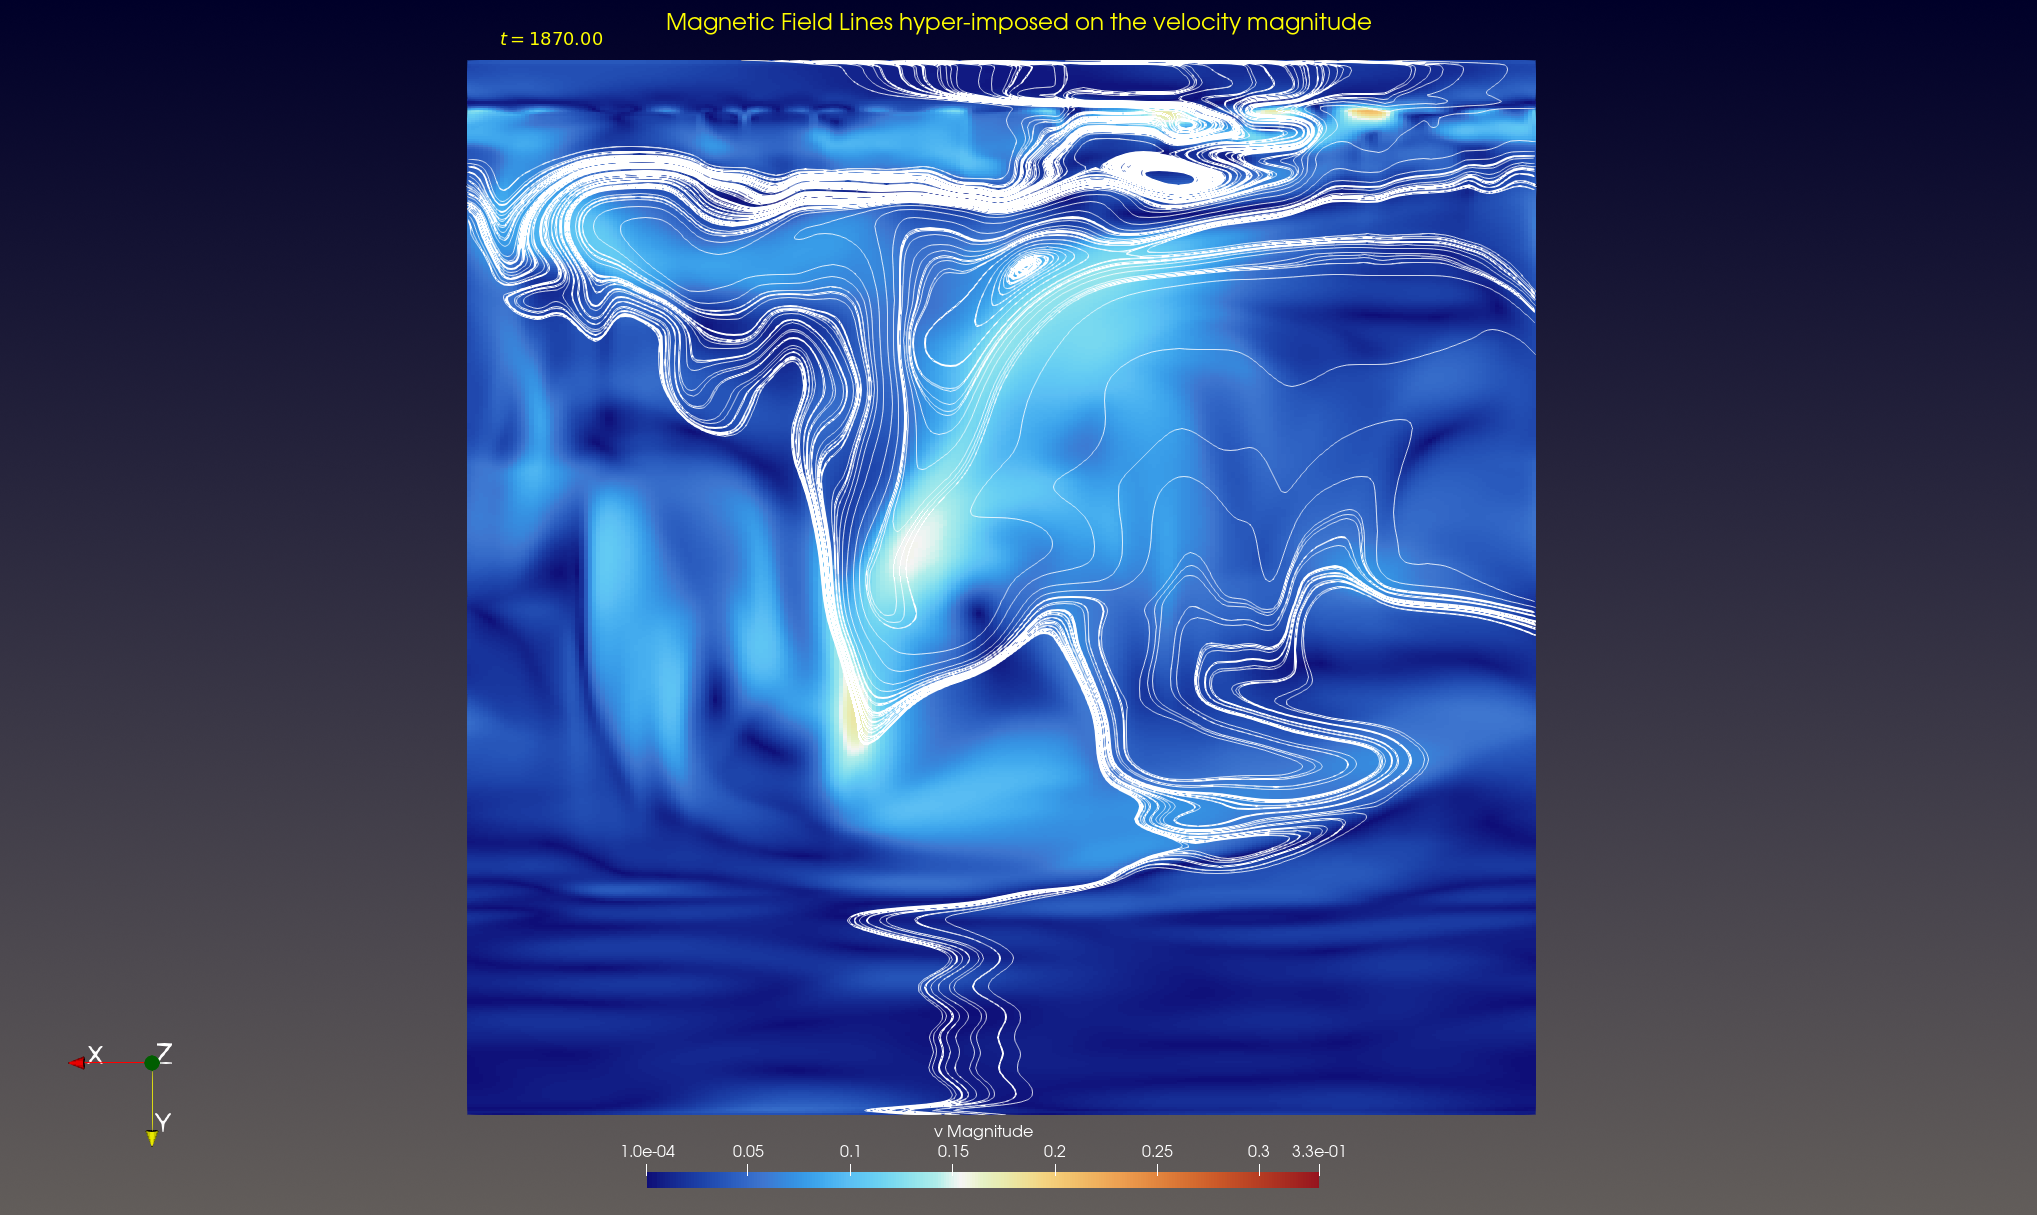 Magnetic Field Lines hyper-imposed on the velocity magnitude
t = 1870.00
X
Z
Y
v Magnitude
1.0e-04 0.05 0.1 0.15 0.2 0.25 0.3 3.3e-01